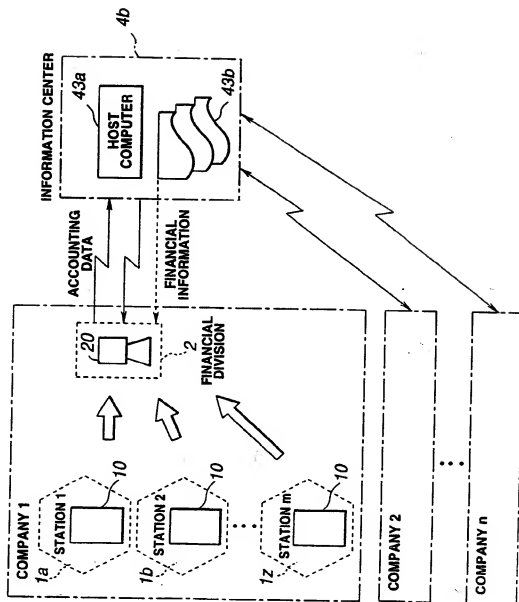 COMPANY 1
1a
STATION 1
10
1b
STATION 2
10
1z
STATION m
10
20
2
FINANCIAL
DIVISION
ACCOUNTING
DATA
FINANCIAL
INFORMATION
INFORMATION CENTER
43a
HOST
COMPUTER
43b
4b
COMPANY 2
COMPANY n